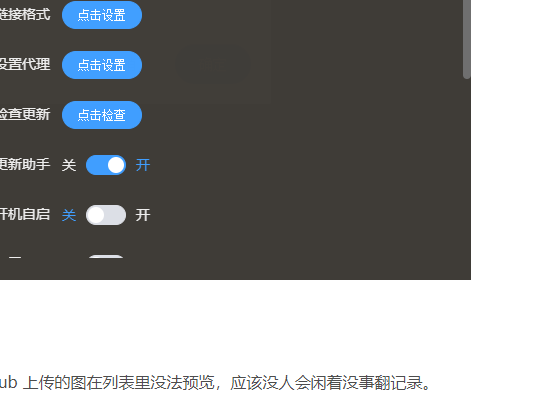 链接格式 点击设置
设置代理 点击设置
检查更新 点击检查
更新助手 关 开
开机自启 关 开
ub 上传的图在列表里没法预览，应该没人会闲着没事翻记录。